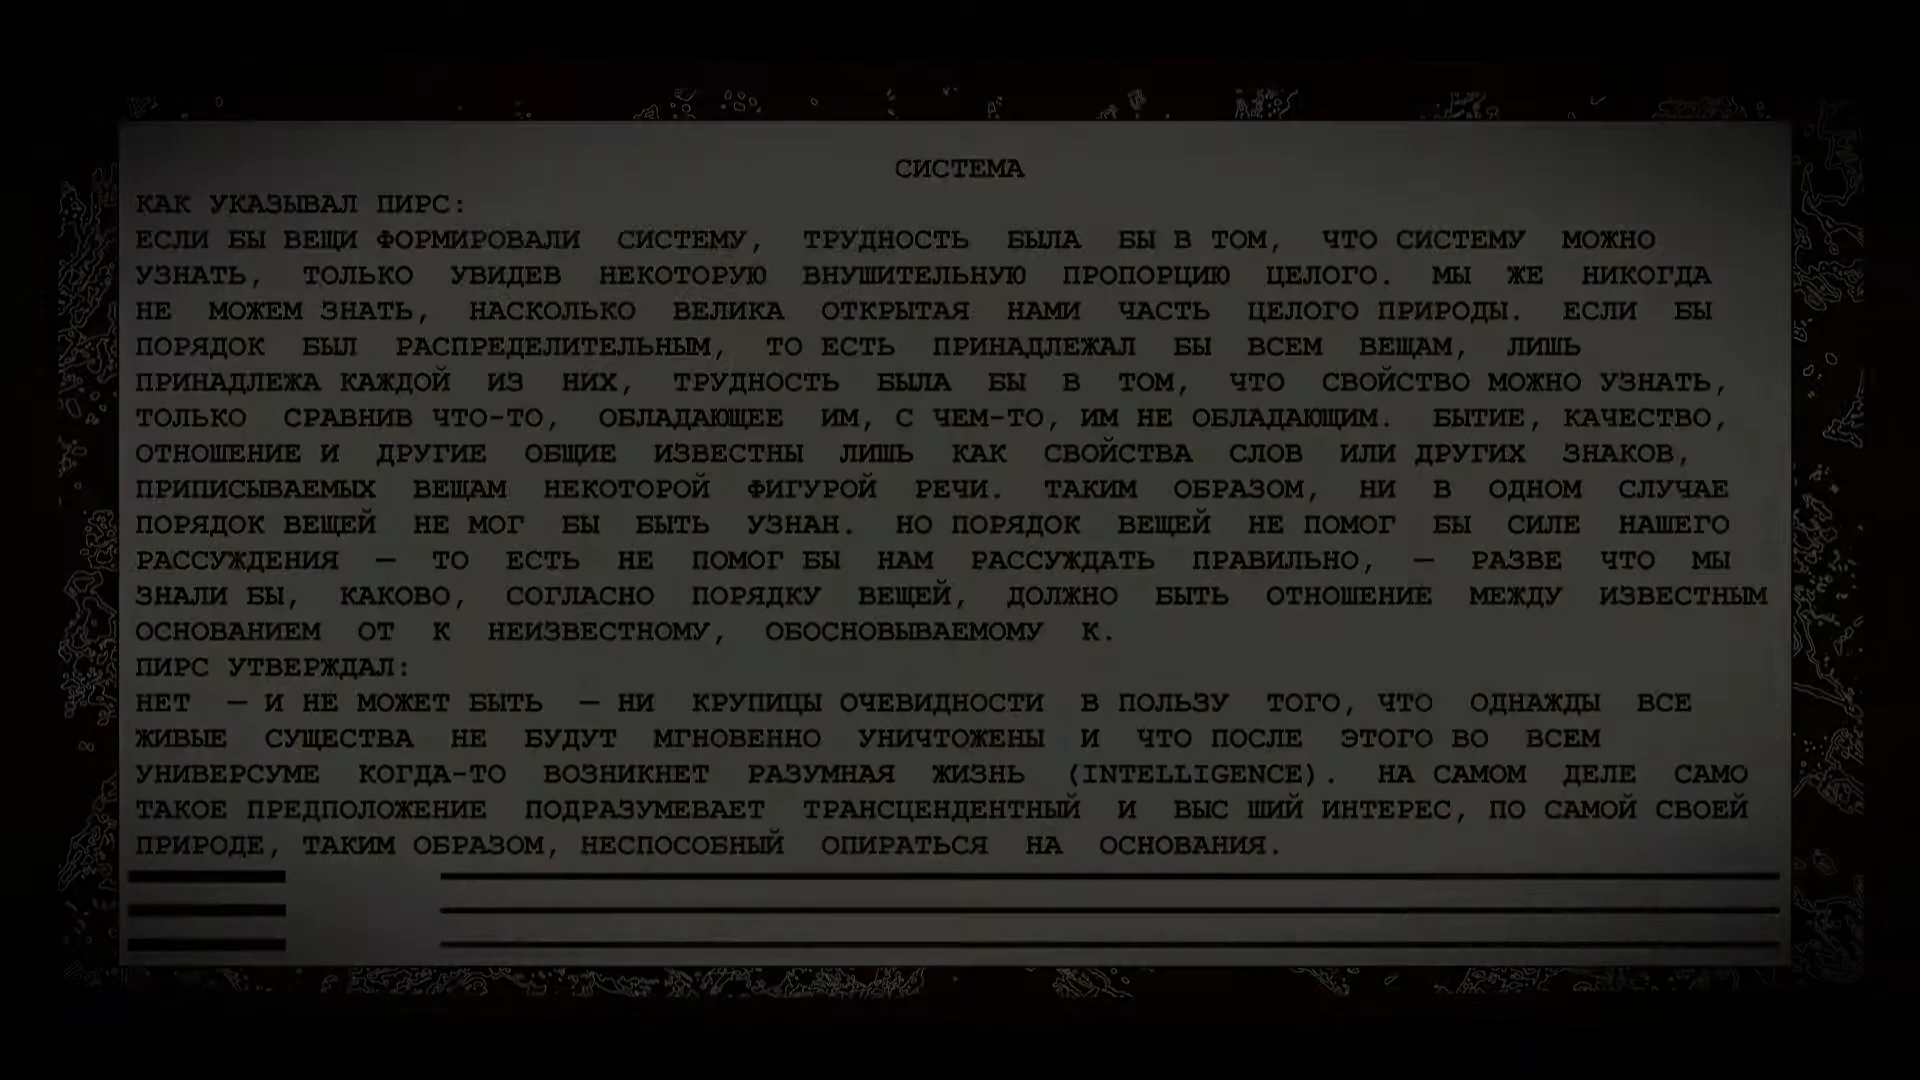 СИСТЕМА
КАК УКАЗЫВАЛ ПИРС:
ЕСЛИ БЫ ВЕЩИ ФОРМИРОВАЛИ СИСТЕМУ, ТРУДНОСТЬ БЫЛА БЫ В ТОМ, ЧТО СИСТЕМУ МОЖНО
УЗНАТЬ, ТОЛЬКО УВИДЕВ НЕКОТОРУЮ ВНУШИТЕЛЬНУЮ ПРОПОРЦИЮ ЦЕЛОГО. МЫ ЖЕ НИКОГДА
НЕ МОЖЕМ ЗНАТЬ, НАСКОЛЬКО ВЕЛИКА ОТКРЫТАЯ НАМИ ЧАСТЬ ЦЕЛОГО ПРИРОДЫ. ЕСЛИ БЫ
ПОРЯДОК БЫЛ РАСПРЕДЕЛИТЕЛЬНЫМ, ТО ЕСТЬ ПРИНАДЛЕЖАЛ БЫ ВСЕМ ВЕЩАМ, ЛИШЬ
ПРИНАДЛЕЖА КАЖДОЙ ИЗ НИХ, ТРУДНОСТЬ БЫЛА БЫ В ТОМ, ЧТО СВОЙСТВО МОЖНО УЗНАТЬ,
ТОЛЬКО СРАВНИВ ЧТО-ТО, ОБЛАДАЮЩЕЕ ИМ, С ЧЕМ-ТО, ИМ НЕ ОБЛАДАЮЩИМ. БЫТИЕ, КАЧЕСТВО,
ОТНОШЕНИЕ И ДРУГИЕ ОБЩИЕ ИЗВЕСТНЫ ЛИШЬ КАК СВОЙСТВА СЛОВ ИЛИ ДРУГИХ ЗНАКОВ,
ПРИПИСЫВАЕМЫХ ВЕЩАМ НЕКОТОРОЙ ФИГУРОЙ РЕЧИ. ТАКИМ ОБРАЗОМ, НИ В ОДНОМ СЛУЧАЕ
ПОРЯДОК ВЕЩЕЙ НЕ МОГ БЫ БЫТЬ УЗНАН. НО ПОРЯДОК ВЕЩЕЙ НЕ ПОМОГ БЫ СИЛЕ НАШЕГО
РАССУЖДЕНИЯ — ТО ЕСТЬ НЕ ПОМОГ БЫ НАМ РАССУЖДАТЬ ПРАВИЛЬНО, — РАЗВЕ ЧТО МЫ
ЗНАЛИ БЫ, КАКОВО, СОГЛАСНО ПОРЯДКУ ВЕЩЕЙ, ДОЛЖНО БЫТЬ ОТНОШЕНИЕ МЕЖДУ ИЗВЕСТНЫМ
ОСНОВАНИЕМ ОТ К НЕИЗВЕСТНОМУ, ОБОСНОВЫВАЕМОМУ К.
ПИРС УТВЕРЖДАЛ:
НЕТ — И НЕ МОЖЕТ БЫТЬ — НИ КРУПИЦЫ ОЧЕВИДНОСТИ В ПОЛЬЗУ ТОГО, ЧТО ОДНАЖДЫ ВСЕ
ЖИВЫЕ СУЩЕСТВА НЕ БУДУТ МГНОВЕННО УНИЧТОЖЕНЫ И ЧТО ПОСЛЕ ЭТОГО ВО ВСЕМ
УНИВЕРСУМЕ КОГДА-ТО ВОЗНИКНЕТ РАЗУМНАЯ ЖИЗНЬ (INTELLIGENCE). НА САМОМ ДЕЛЕ САМО
ТАКОЕ ПРЕДПОЛОЖЕНИЕ ПОДРАЗУМЕВАЕТ ТРАНСЦЕНДЕНТНЫЙ И ВЫС ШИЙ ИНТЕРЕС, ПО САМОЙ СВОЕЙ
ПРИРОДЕ, ТАКИМ ОБРАЗОМ, НЕСПОСОБНЫЙ ОПИРАТЬСЯ НА ОСНОВАНИЯ.